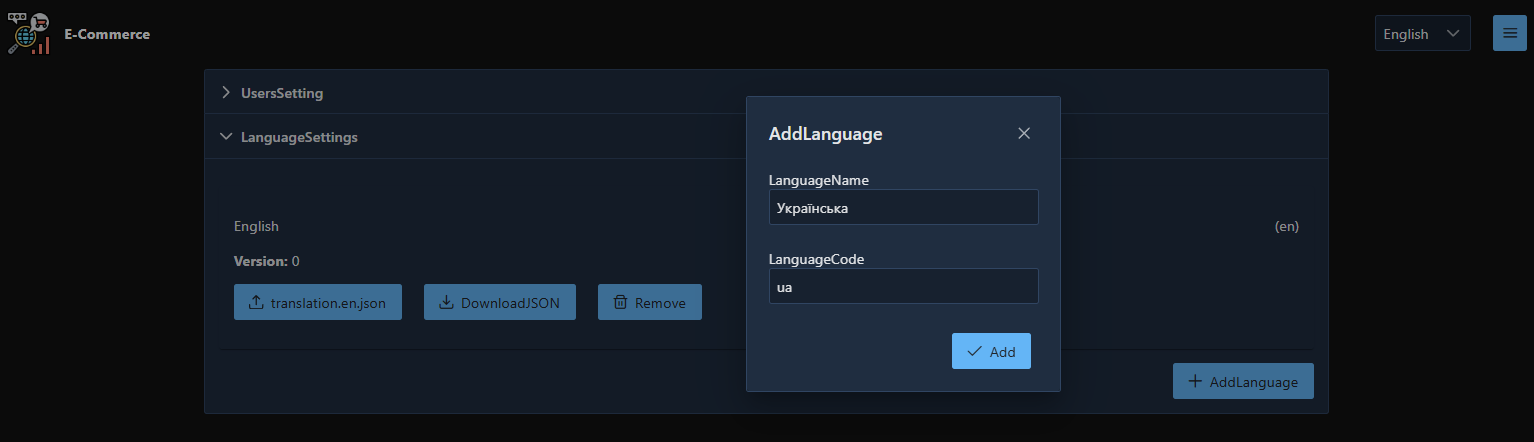 E-Commerce
English
UsersSetting
LanguageSettings
English
(en)
Version: 0
translation.en.json
DownloadJSON
Remove
AddLanguage
AddLanguage
LanguageName
Українська
LanguageCode
ua
Add